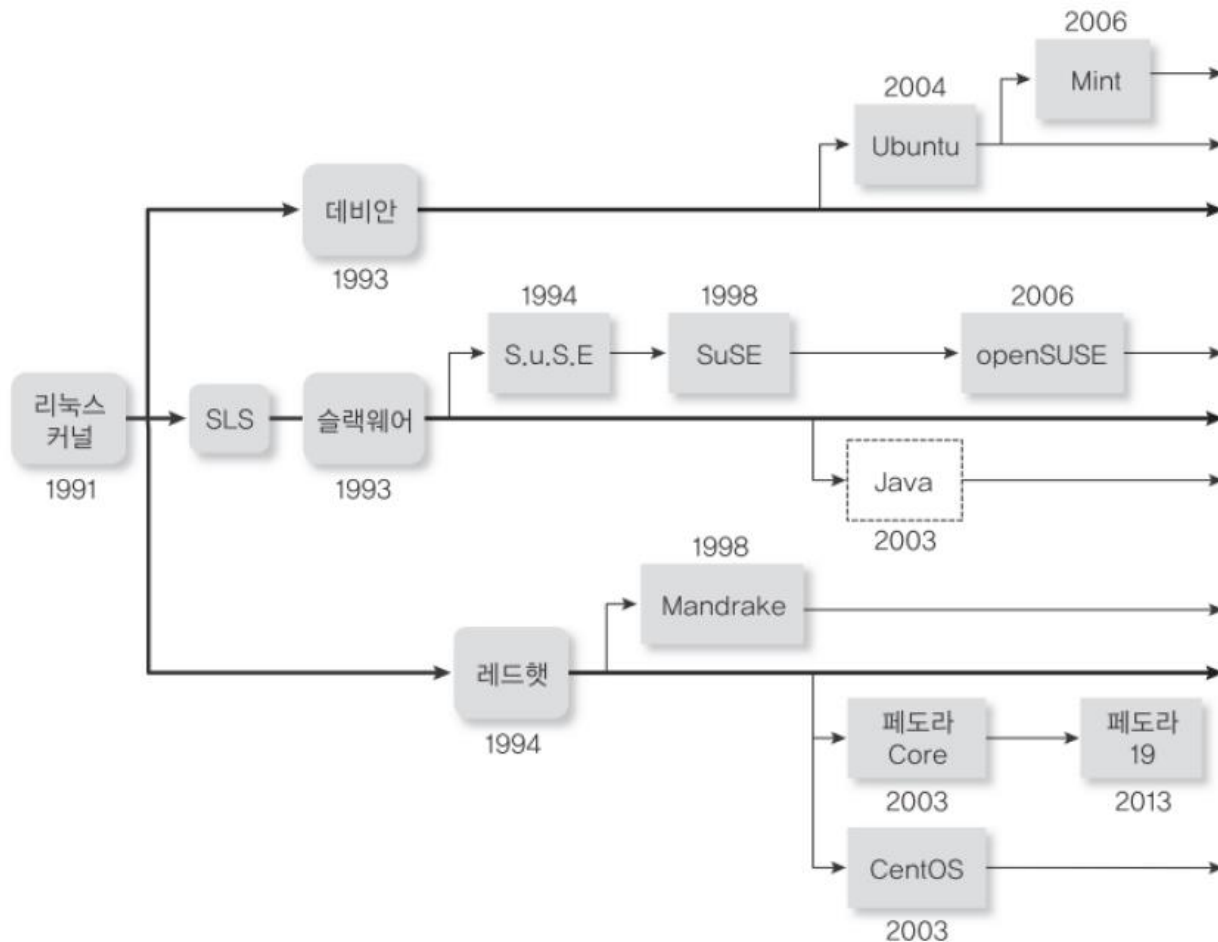 2006
Mint
2004
Ubuntu
데비안
1993
1994
1998
2006
S.u.S.E
SuSE
openSUSE
리눅스
커널
1991
SLS
슬랙웨어
1993
Java
2003
1998
Mandrake
레드햇
1994
페도라
Core
2003
페도라
19
2013
CentOS
2003